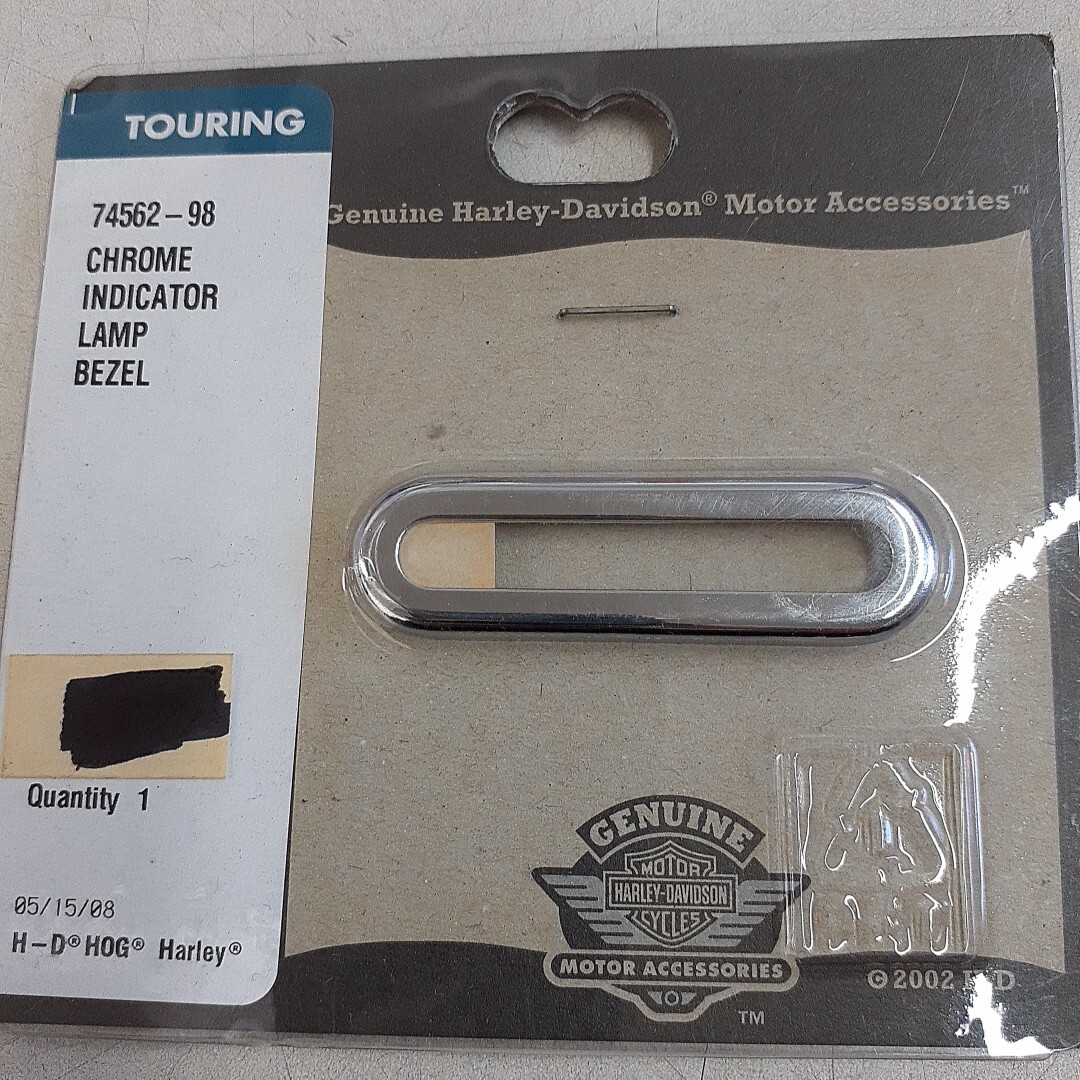 TOURING
74562-98
CHROME
INDICATOR
LAMP
BEZEL
Quantity 1
05/15/08
H-D® HOG® Harley®
Genuine Harley-Davidson® Motor Accessories™
GENUINE
MOTOR
HARLEY-DAVIDSON
CYCLES
MOTOR ACCESSORIES
TM
© 2002 H-D